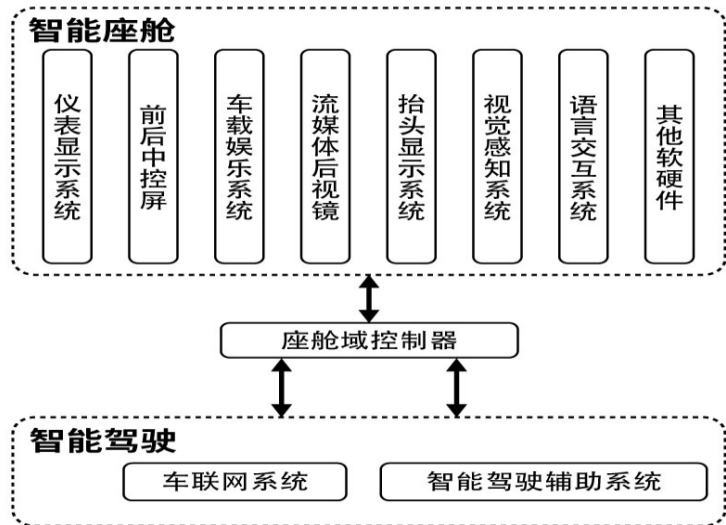 智能座舱
仪表显示系统
前后中控屏
车载娱乐系统
流媒体后视镜
抬头显示系统
视觉感知系统
语言交互系统
其他软硬件
座舱域控制器
智能驾驶
车联网系统
智能驾驶辅助系统